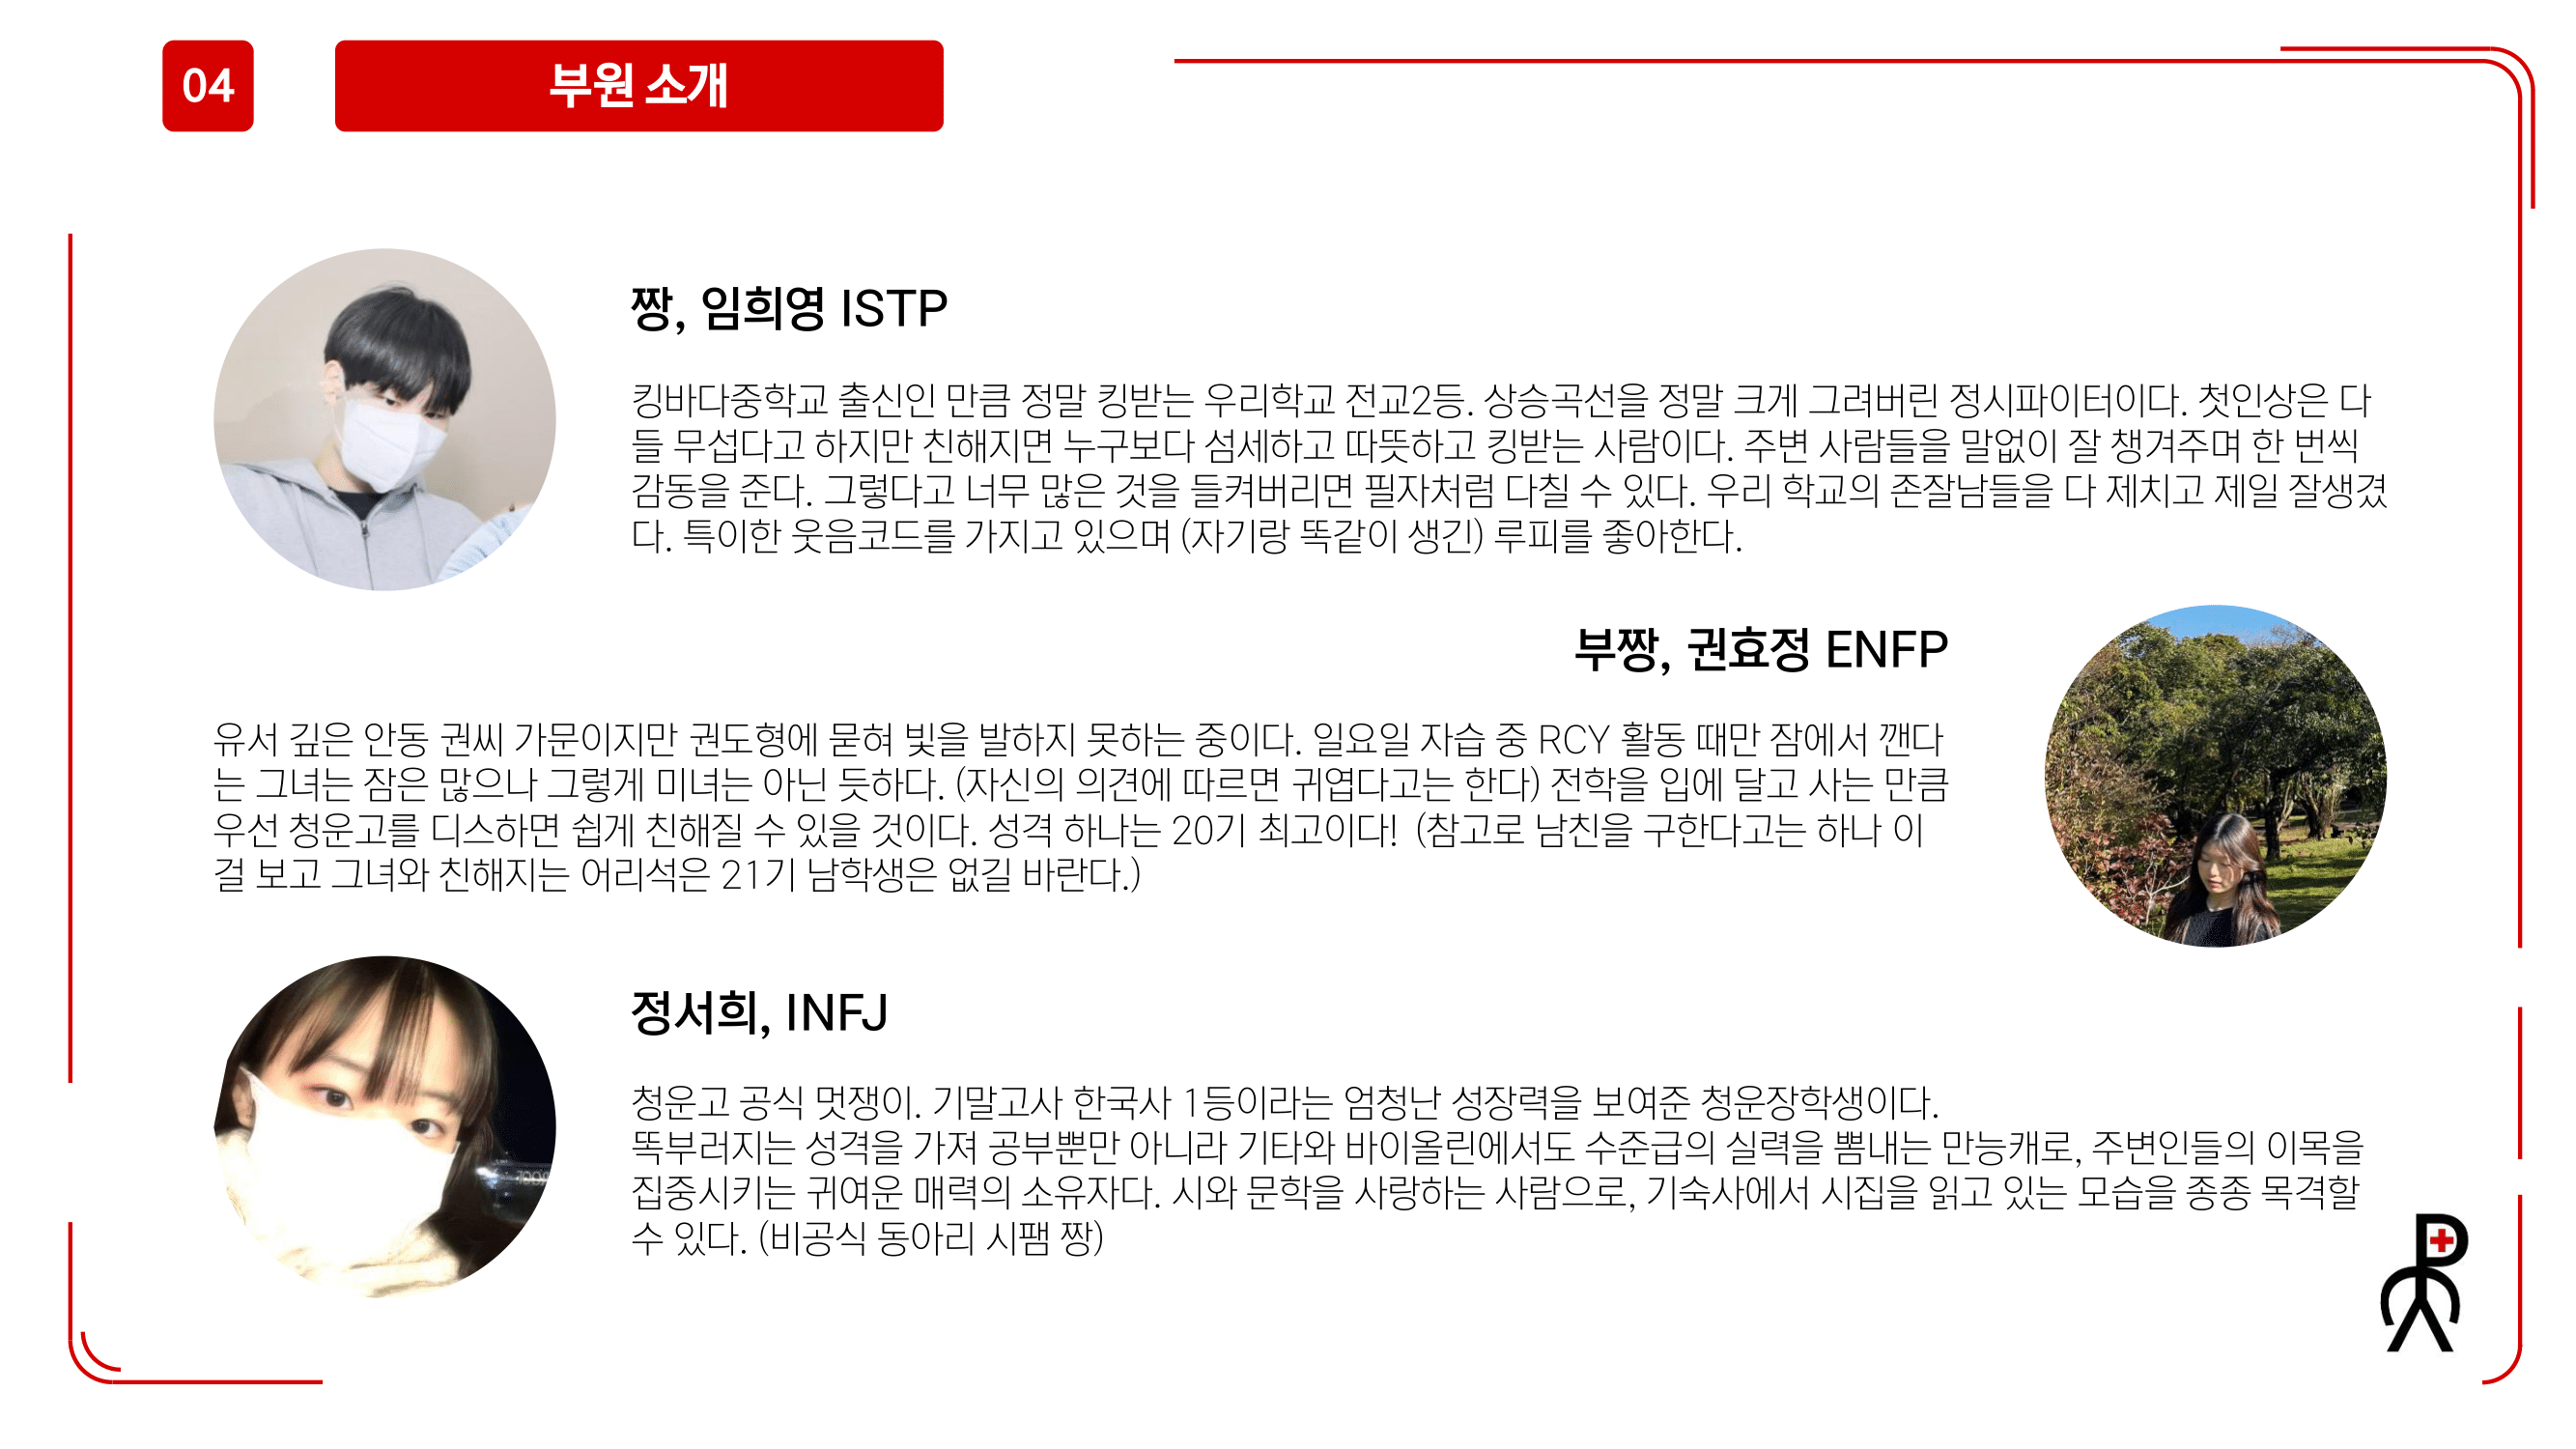 04
부원 소개
짱, 임희영 ISTP
킹바다중학교 출신인 만큼 정말 킹받는 우리학교 전교2등. 상승곡선을 정말 크게 그려버린 정시파이터이다. 첫인상은 다
들 무섭다고 하지만 친해지면 누구보다 섬세하고 따뜻하고 킹받는 사람이다. 주변 사람들을 말없이 잘 챙겨주며 한 번씩
감동을 준다. 그렇다고 너무 많은 것을 들켜버리면 필자처럼 다칠 수 있다. 우리 학교의 존잘남들을 다 제치고 제일 잘생겼
다. 특이한 웃음코드를 가지고 있으며 (자기랑 똑같이 생긴) 루피를 좋아한다.
부짱, 권효정 ENFP
유서 깊은 안동 권씨 가문이지만 권도형에 묻혀 빛을 발하지 못하는 중이다. 일요일 자습 중 RCY 활동 때만 잠에서 깬다
는 그녀는 잠은 많으나 그렇게 미녀는 아닌 듯하다. (자신의 의견에 따르면 귀엽다고는 한다) 전학을 입에 달고 사는 만큼
우선 청운고를 디스하면 쉽게 친해질 수 있을 것이다. 성격 하나는 20기 최고이다! (참고로 남친을 구한다고는 하나 이
걸 보고 그녀와 친해지는 어리석은 21기 남학생은 없길 바란다.)
정서희, INFJ
청운고 공식 멋쟁이. 기말고사 한국사 1등이라는 엄청난 성장력을 보여준 청운장학생이다.
똑부러지는 성격을 가져 공부뿐만 아니라 기타와 바이올린에서도 수준급의 실력을 뽐내는 만능캐로, 주변인들의 이목을
집중시키는 귀여운 매력의 소유자다. 시와 문학을 사랑하는 사람으로, 기숙사에서 시집을 읽고 있는 모습을 종종 목격할
수 있다. (비공식 동아리 시팸 짱)